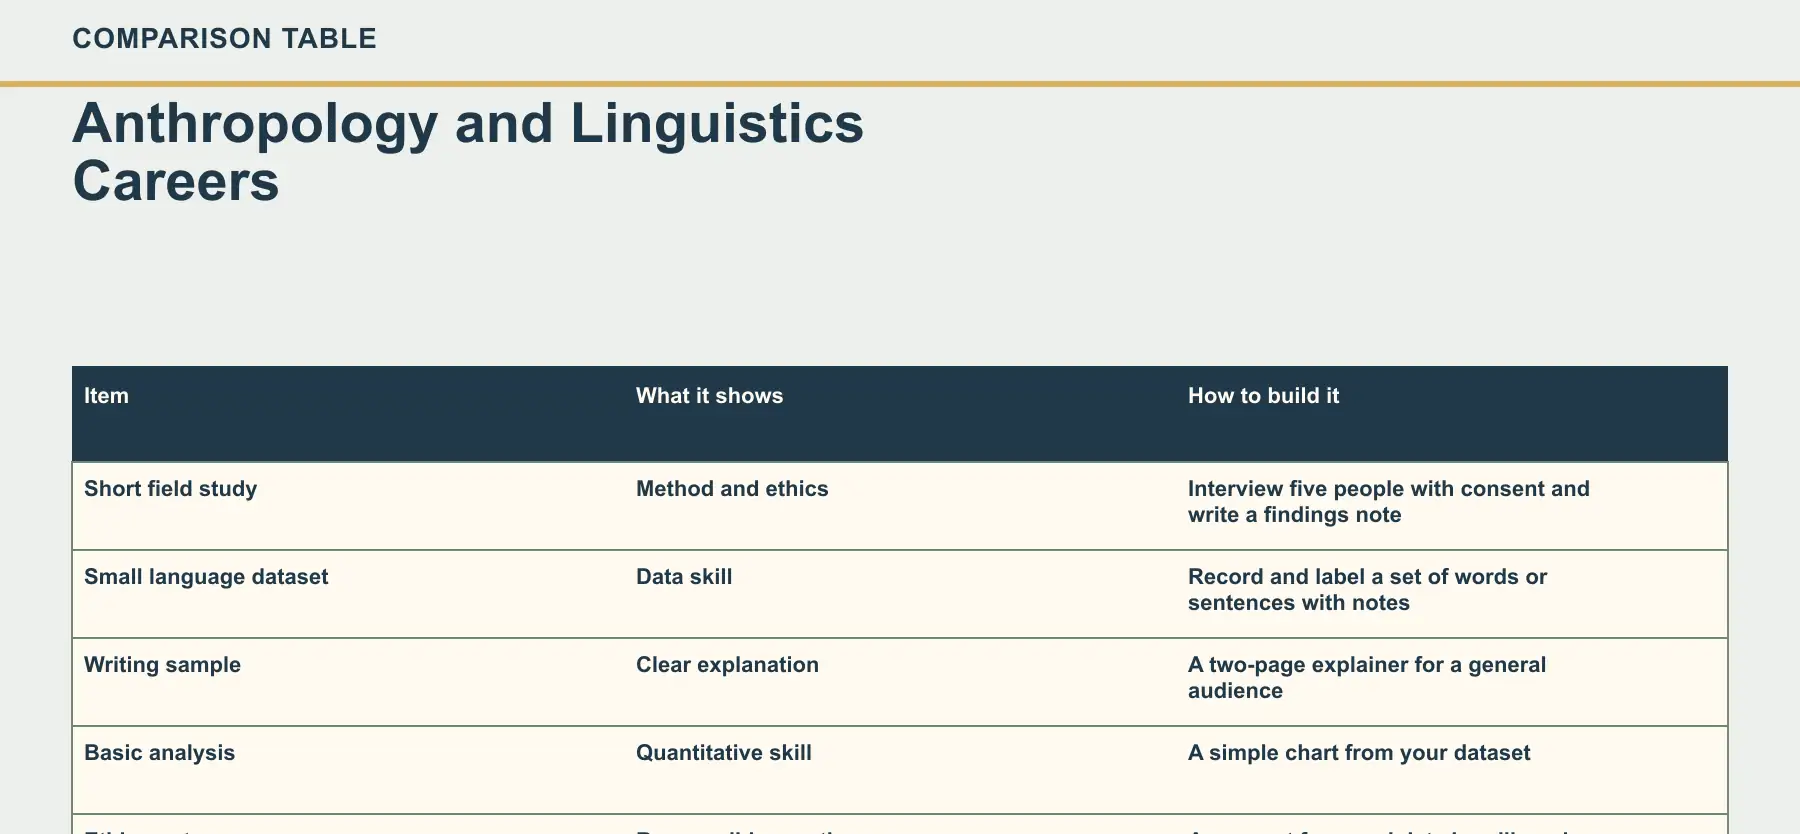 COMPARISON TABLE
Anthropology and Linguistics
Careers
Item
What it shows
How to build it
Short field study
Method and ethics
Interview five people with consent and
write a findings note
Small language dataset
Data skill
Record and label a set of words or
sentences with notes
Writing sample
Clear explanation
A two-page explainer for a general
audience
Basic analysis
Quantitative skill
A simple chart from your dataset